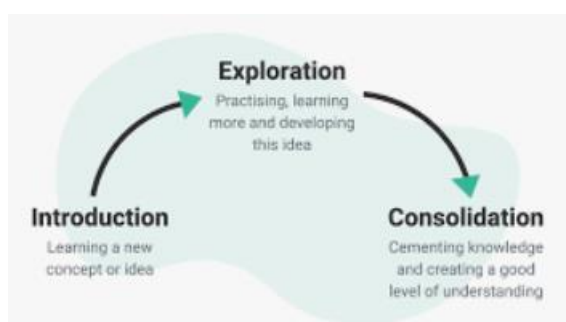 Exploration
Practising, learning
more and developing
this idea
Introduction
Learning a new
concept or idea
Consolidation
Cementing knowledge
and creating a good
level of understanding